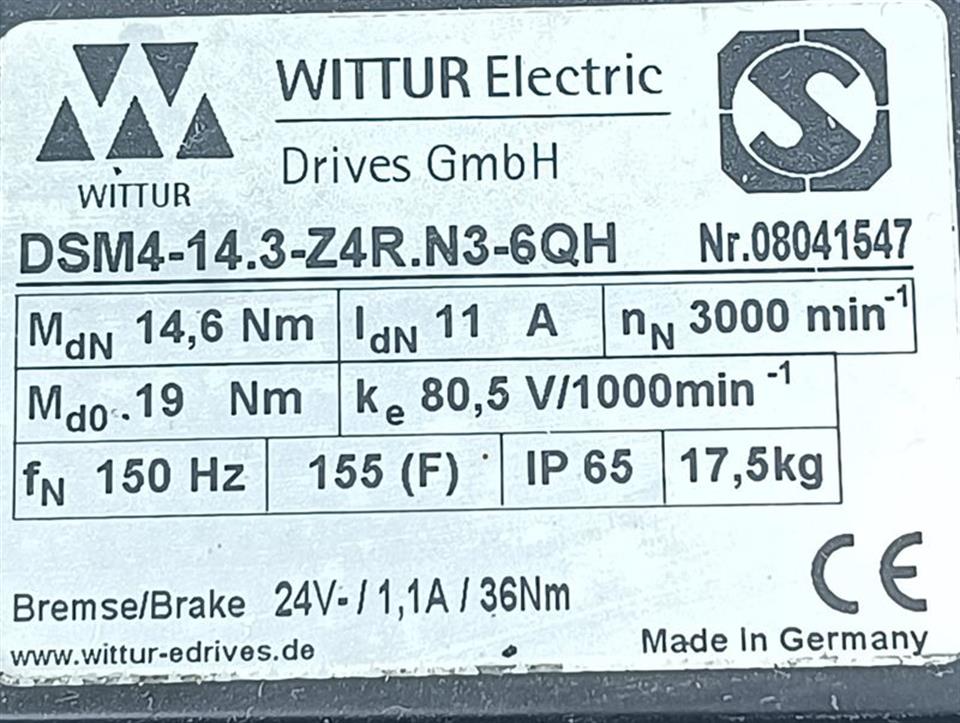 WITTUR Electric
Drives GmbH
WITTUR
DSM4-14.3-Z4R.N3-6QH Nr.08041547
MdN 14,6 Nm IdN 11 A nN 3000 min-1
Md0 19 Nm ke 80,5 V/1000min -1
fN 150 Hz 155 (F) IP 65 17,5kg
CE
Bremse/Brake 24V- / 1,1A / 36Nm
www.wittur-edrives.de Made In Germany